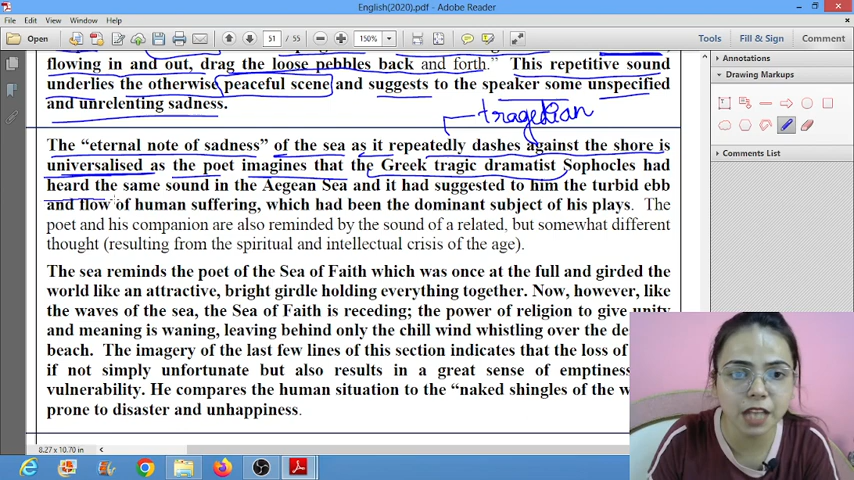 English(2020).pdf - Adobe Reader
File Edit View Window Help
Open 51 / 55 150% Tools Fill & Sign Comment
flowing in and out, drag the loose pebbles back and forth.” This repetitive sound
underlies the otherwise peaceful scene and suggests to the speaker some unspecified
and unrelenting sadness.
tragedian
The “eternal note of sadness” of the sea as it repeatedly dashes against the shore is
universalised as the poet imagines that the Greek tragic dramatist Sophocles had
heard the same sound in the Aegean Sea and it had suggested to him the turbid ebb
and flow of human suffering, which had been the dominant subject of his plays. The
poet and his companion are also reminded by the sound of a related, but somewhat different
thought (resulting from the spiritual and intellectual crisis of the age).
The sea reminds the poet of the Sea of Faith which was once at the full and girded the
world like an attractive, bright girdle holding everything together. Now, however, like
the waves of the sea, the Sea of Faith is receding; the power of religion to give unity
and meaning is waning, leaving behind only the chill wind whistling over the
beach. The imagery of the last few lines of this section indicates that the loss of
if not simply unfortunate but also results in a great sense of
vulnerability. He compares the human situation to the “naked shingles of the
prone to disaster and unhappiness.
8.27 x 10.70 in
Annotations
Drawing Markups
Comments List